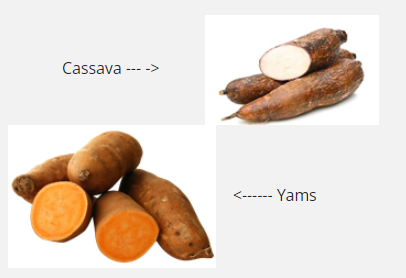 Cassava --- ->
<------ Yams